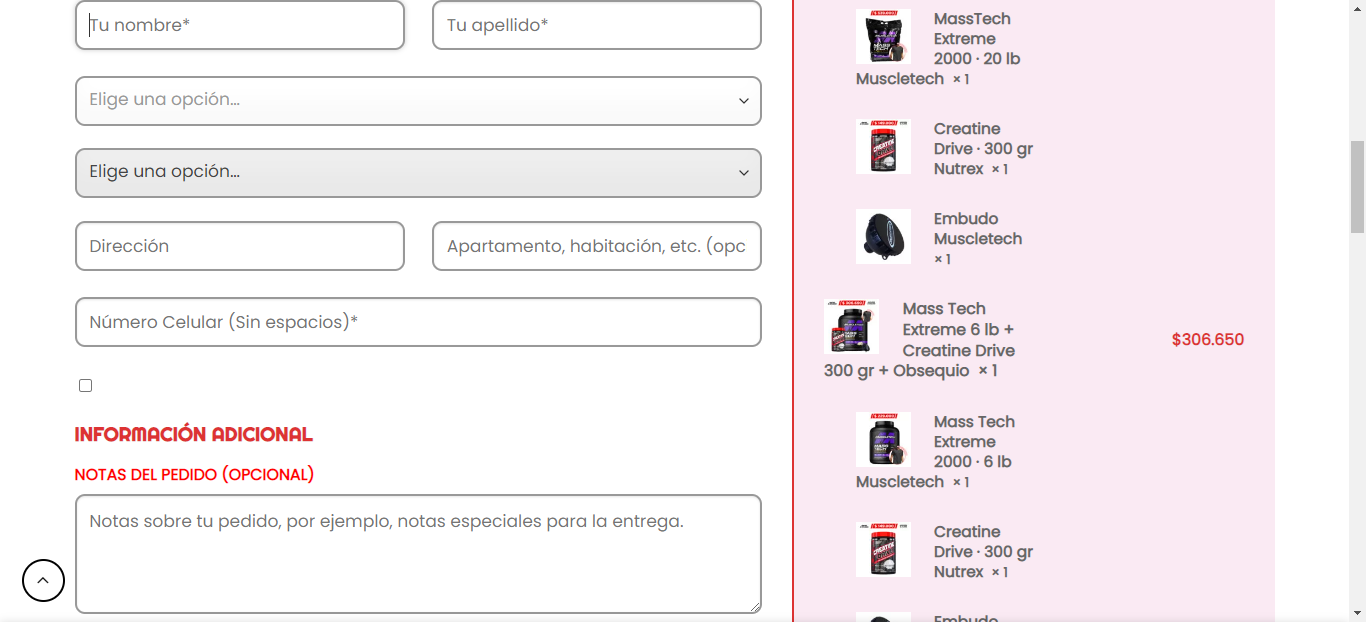 Tu nombre*
Tu apellido*
Elige una opción...
Elige una opción...
Dirección
Apartamento, habitación, etc. (opc
Número Celular (Sin espacios)*
INFORMACIÓN ADICIONAL
NOTAS DEL PEDIDO (OPCIONAL)
Notas sobre tu pedido, por ejemplo, notas especiales para la entrega.
MassTech
Extreme
2000 · 20 lb
Muscletech × 1
Creatine
Drive · 300 gr
Nutrex × 1
Embudo
Muscletech
× 1
Mass Tech
Extreme 6 lb +
Creatine Drive
300 gr + Obsequio × 1
$306.650
Mass Tech
Extreme
2000 · 6 lb
Muscletech × 1
Creatine
Drive · 300 gr
Nutrex × 1
Embudo